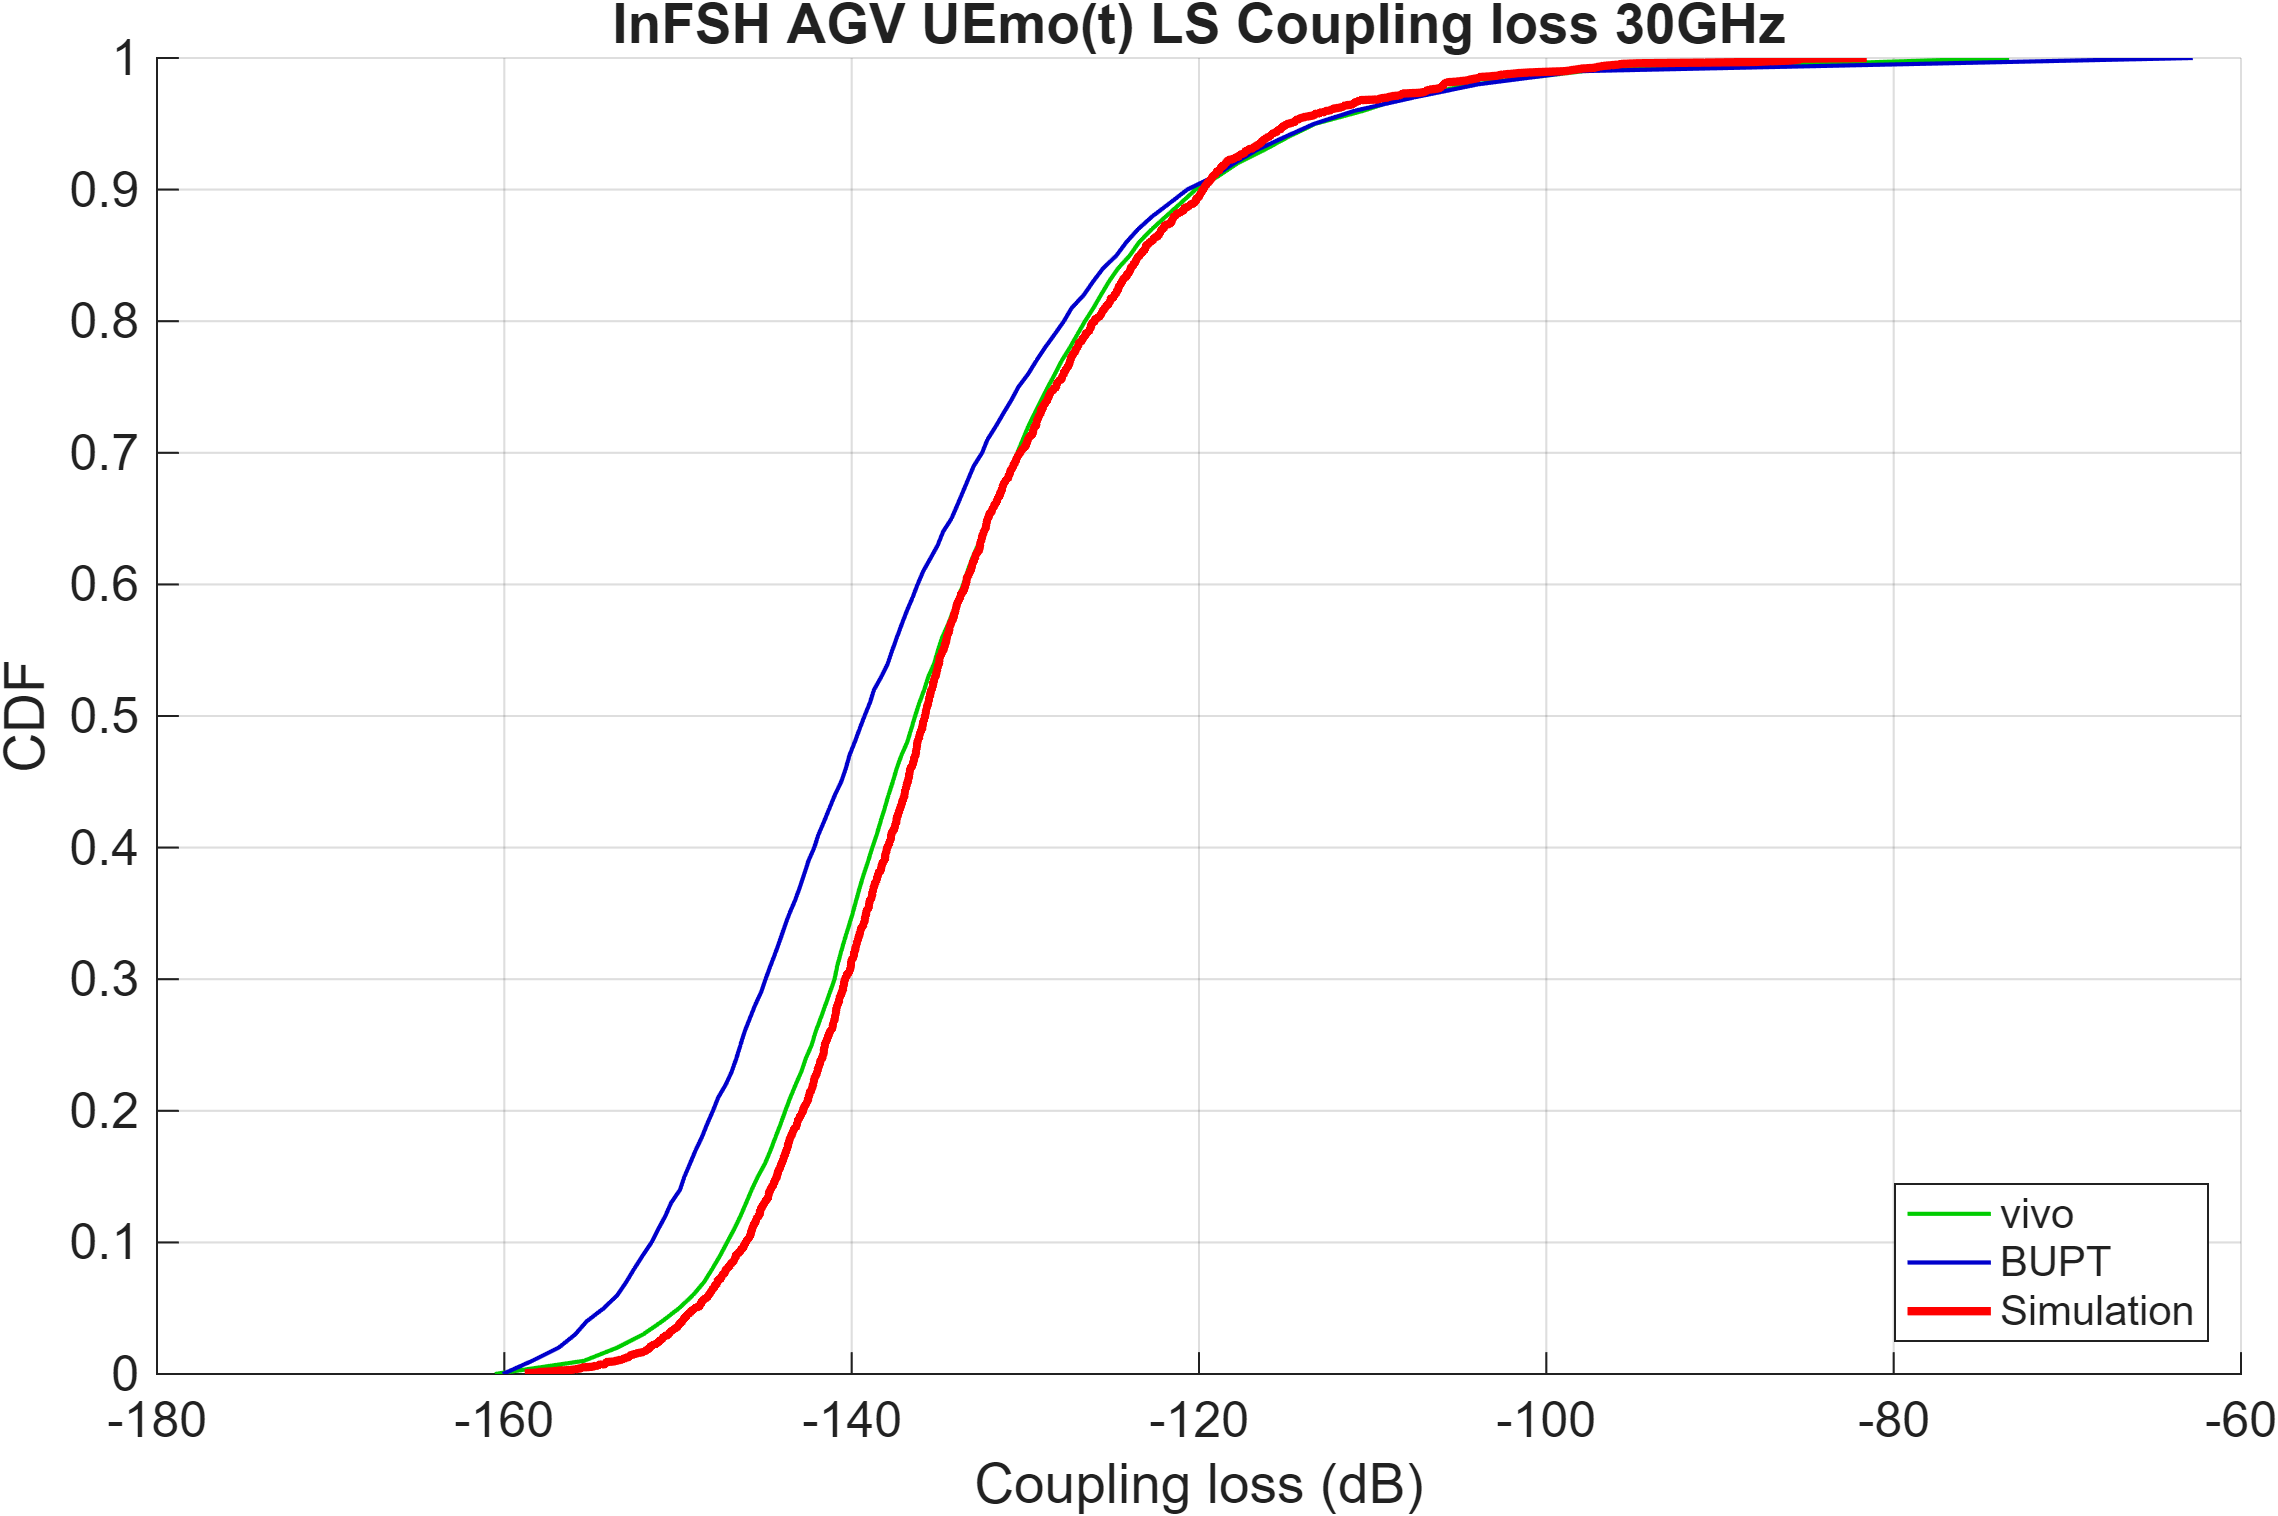 InFSH AGV UEmo(t) LS Coupling loss 30GHz
1
0.9
0.8
0.7
0.6
0.5
0.4
0.3
0.2
0.1
0
CDF
-180 -160 -140 -120 -100 -80 -60
Coupling loss (dB)
vivo
BUPT
Simulation